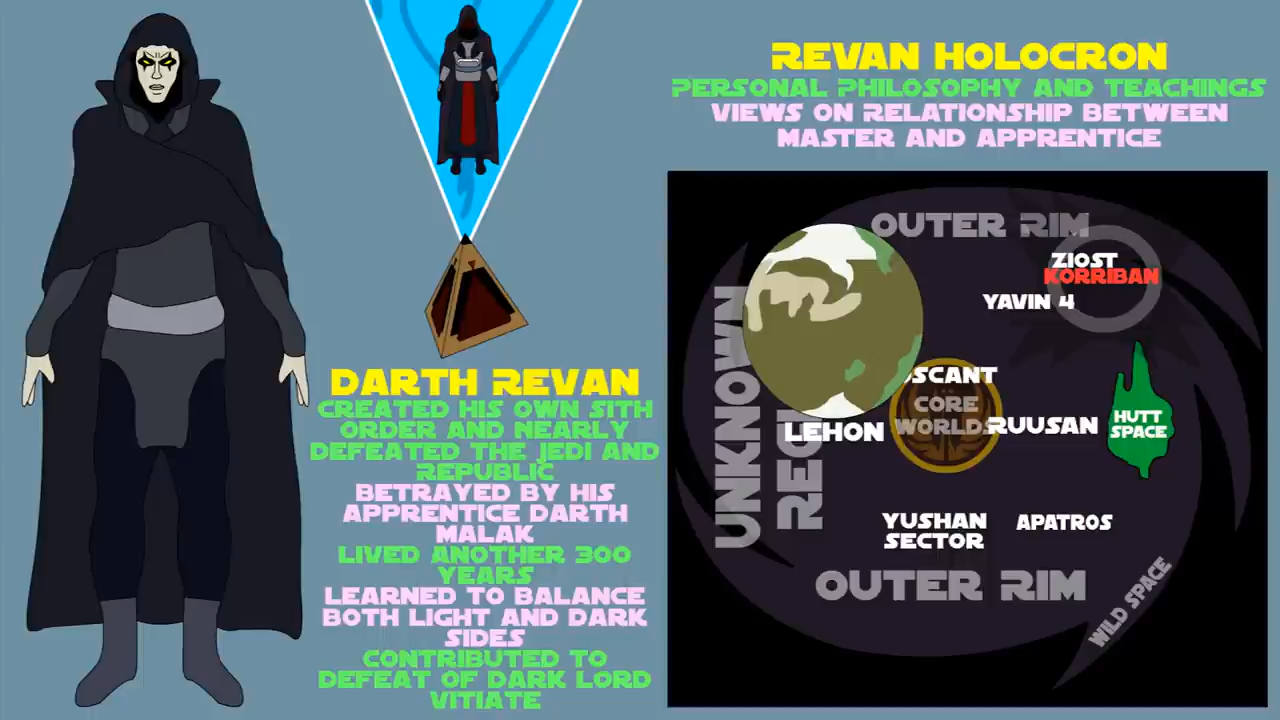 REVAN HOLOCRON
PERSONAL PHILOSOPHY AND TEACHINGS
VIEWS ON RELATIONSHIP BETWEEN
MASTER AND APPRENTICE
DARTH REVAN
CREATED HIS OWN SITH
ORDER AND NEARLY
DEFEATED THE JEDI AND
REPUBLIC
BETRAYED BY HIS
APPRENTICE DARTH
MALAK
LIVED ANOTHER 300
YEARS
LEARNED TO BALANCE
BOTH LIGHT AND DARK
SIDES
CONTRIBUTED TO
DEFEAT OF DARK LORD
VITIATE
OUTER RIM
ZIOST
KORRIBAN
YAVIN 4
UNKNOWN
SCANT
CORE
WORLDS
RUUSAN
HUTT
SPACE
LEHON
YUSHAN
SECTOR
APATROS
OUTER RIM
WILD SPACE